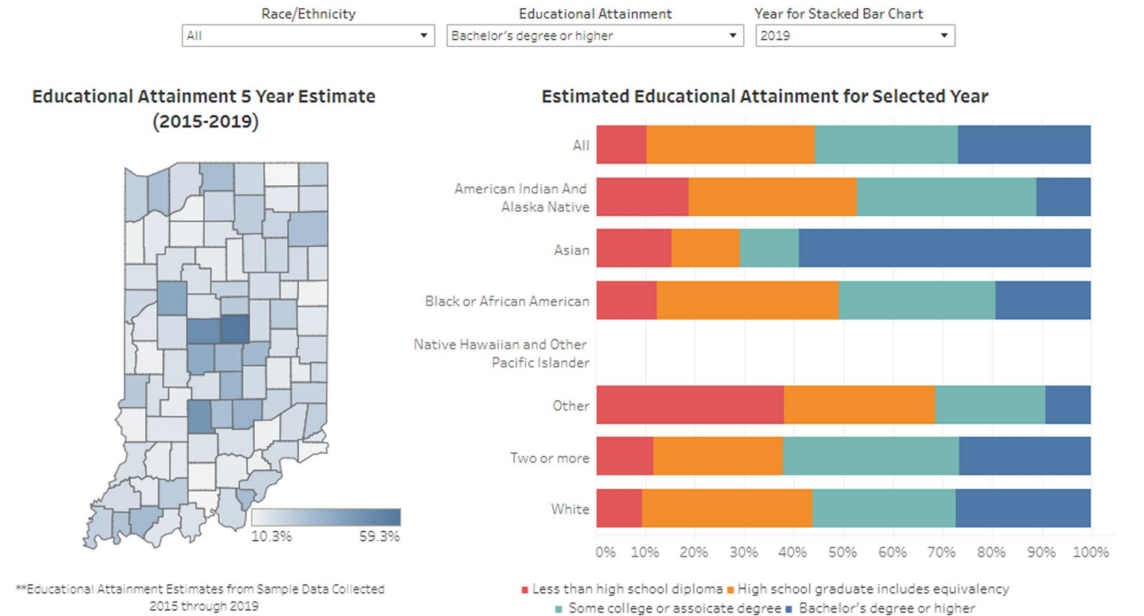 Race/Ethnicity
Educational Attainment
Year for Stacked Bar Chart
All
Bachelor's degree or higher
2019
Educational Attainment 5 Year Estimate
(2015-2019)
10.3%
59.3%
**Educational Attainment Estimates from Sample Data Collected
2015 through 2019
Estimated Educational Attainment for Selected Year
All
American Indian And
Alaska Native
Asian
Black or African American
Native Hawaiian and Other
Pacific Islander
Other
Two or more
White
0% 10% 20% 30% 40% 50% 60% 70% 80% 90% 100%
Less than high school diploma High school graduate includes equivalency
Some college or assoicate degree Bachelor's degree or higher